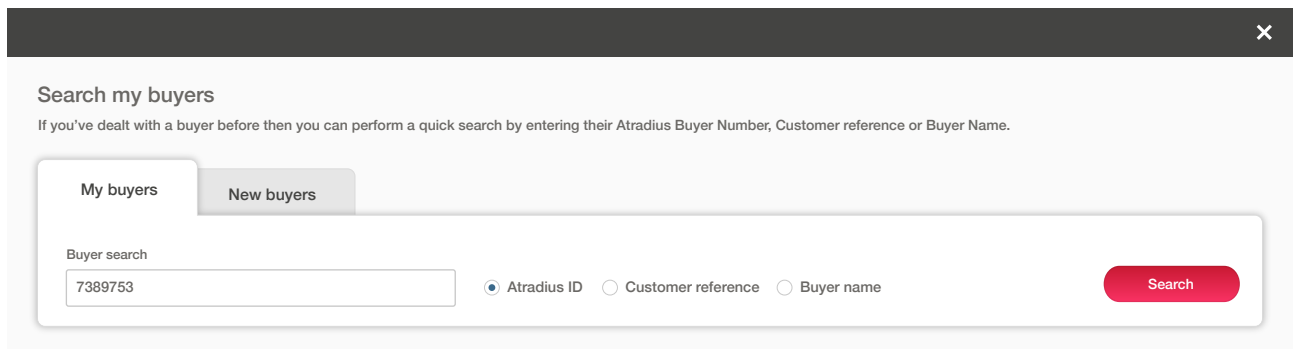 Search my buyers
If you've dealt with a buyer before then you can perform a quick search by entering their Atradius Buyer Number, Customer reference or Buyer Name.
My buyers
New buyers
Buyer search
7389753
Atradius ID
Customer reference
Buyer name
Search